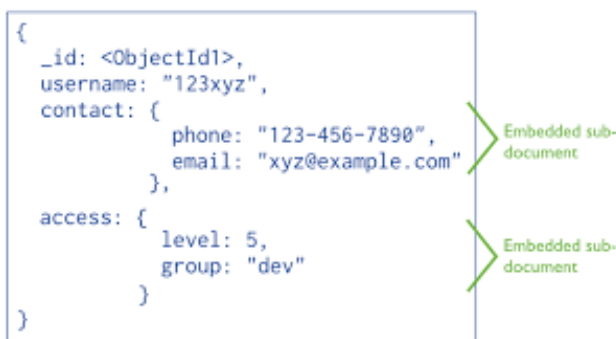 {
_id: <ObjectId1>,
username: "123xyz",
contact: {
phone: "123-456-7890",
email: "xyz@example.com"
},
Embedded sub-
document
access: {
level: 5,
group: "dev"
}
Embedded sub-
document
}